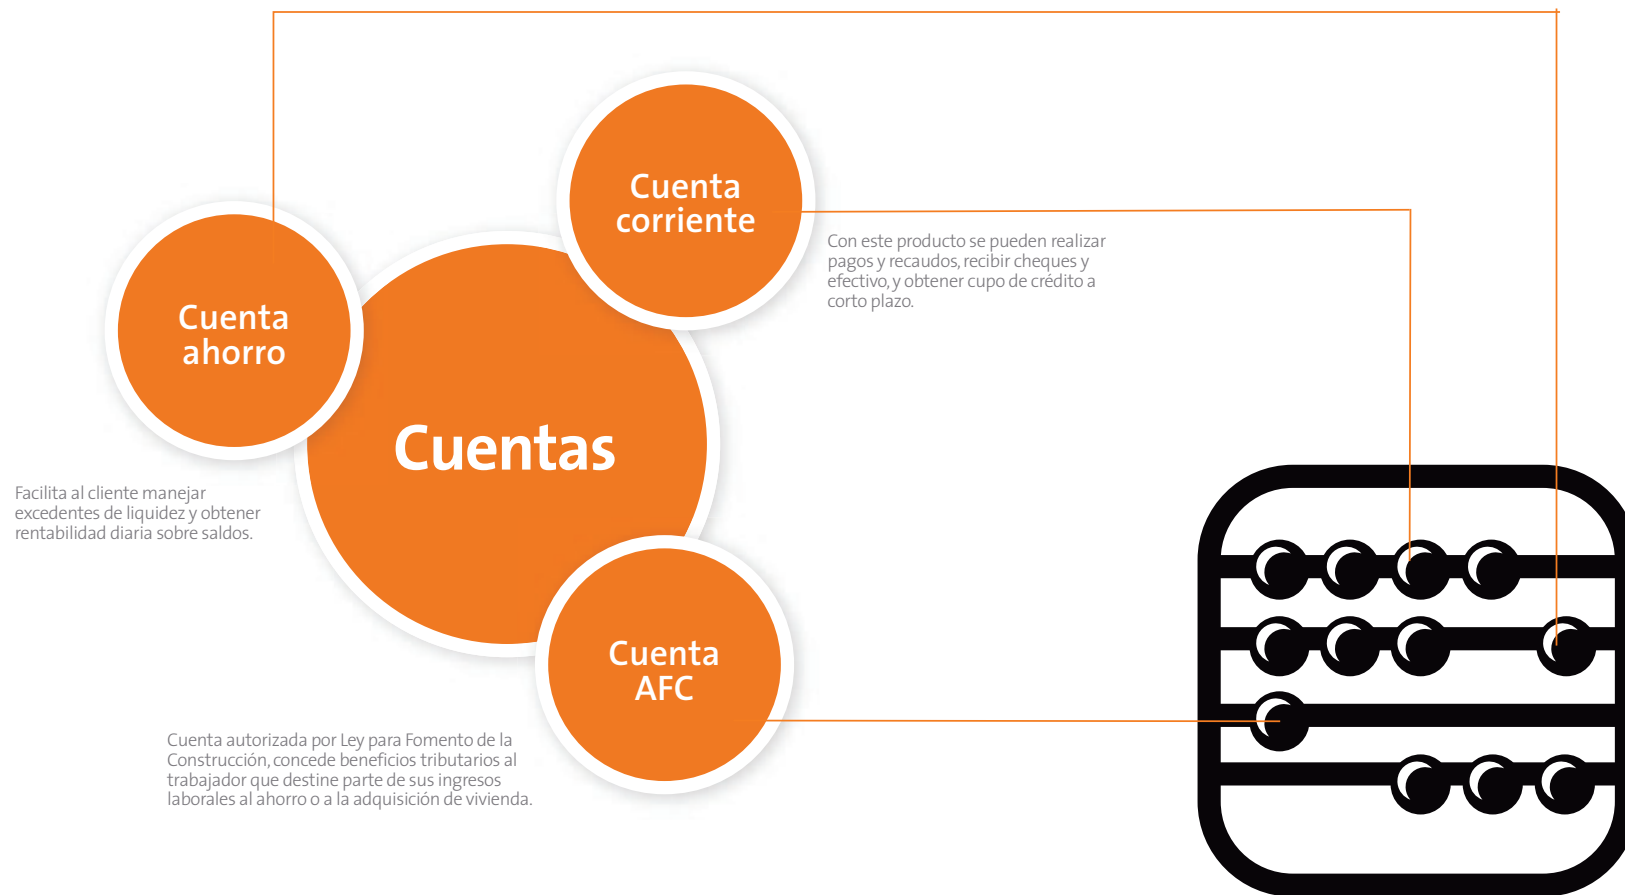 Cuenta
corriente
Con este producto se pueden realizar
pagos y recaudos, recibir cheques y
efectivo, y obtener cupo de crédito a
corto plazo.
Cuenta
ahorro
Facilita al cliente manejar
excedentes de liquidez y obtener
rentabilidad diaria sobre saldos.
Cuentas
Cuenta
AFC
Cuenta autorizada por Ley para Fomento de la
Construcción, concede beneficios tributarios al
trabajador que destine parte de sus ingresos
laborales al ahorro o a la adquisición de vivienda.